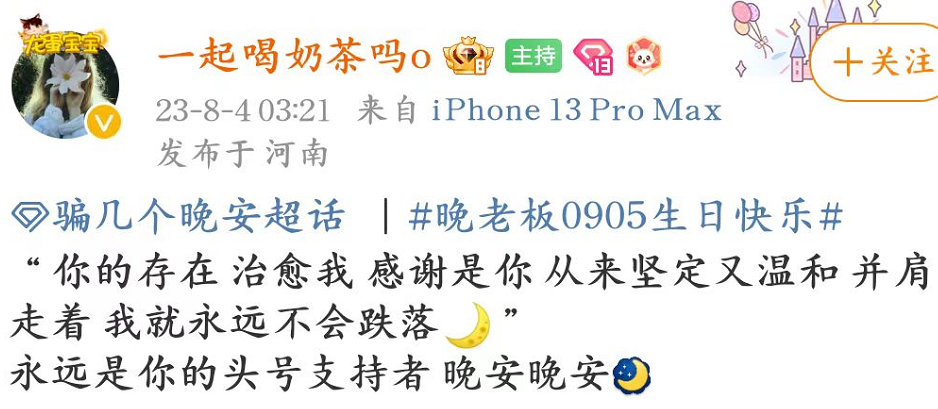 龙蛋宝宝
一起喝奶茶吗o 8 主持 13
+关注
23-8-4 03:21 来自 iPhone 13 Pro Max
发布于 河南
骗几个晚安超话 | #晚老板0905生日快乐#
“ 你的存在 治愈我 感谢是你 从来坚定又温和 并肩
走着 我就永远不会跌落 ”
永远是你的头号支持者 晚安晚安